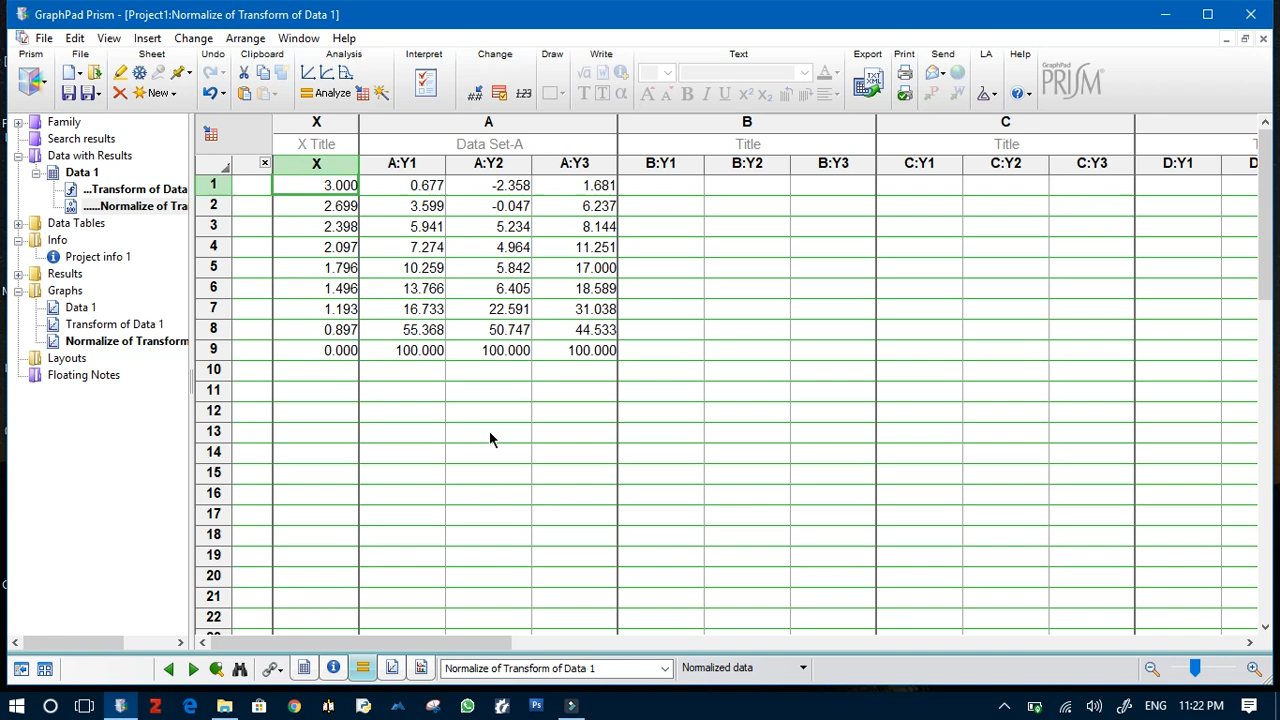 GraphPad Prism - [Project1:Normalize of Transform of Data 1]
File Edit View Insert Change Arrange Window Help
Prism File Sheet Undo Clipboard Analysis Interpret Change Draw Write Text Export Print Send LA Help
New
Analyze
123
GraphPad
PRISM
Family
Search results
Data with Results
Data 1
...Transform of Data
.....Normalize of Tra
Data Tables
Info
Project info 1
Results
Graphs
Data 1
Transform of Data 1
Normalize of Transform
Layouts
Floating Notes
X A B C
X Title Data Set-A Title Title
X A:Y1 A:Y2 A:Y3 B:Y1 B:Y2 B:Y3 C:Y1 C:Y2 C:Y3 D:Y1
1 3.000 0.677 -2.358 1.681
2 2.699 3.599 -0.047 6.237
3 2.398 5.941 5.234 8.144
4 2.097 7.274 4.964 11.251
5 1.796 10.259 5.842 17.000
6 1.496 13.766 6.405 18.589
7 1.193 16.733 22.591 31.038
8 0.897 55.368 50.747 44.533
9 0.000 100.000 100.000 100.000
10
11
12
13
14
15
16
17
18
19
20
21
22
Normalize of Transform of Data 1
Normalized data
ENG 11:22 PM